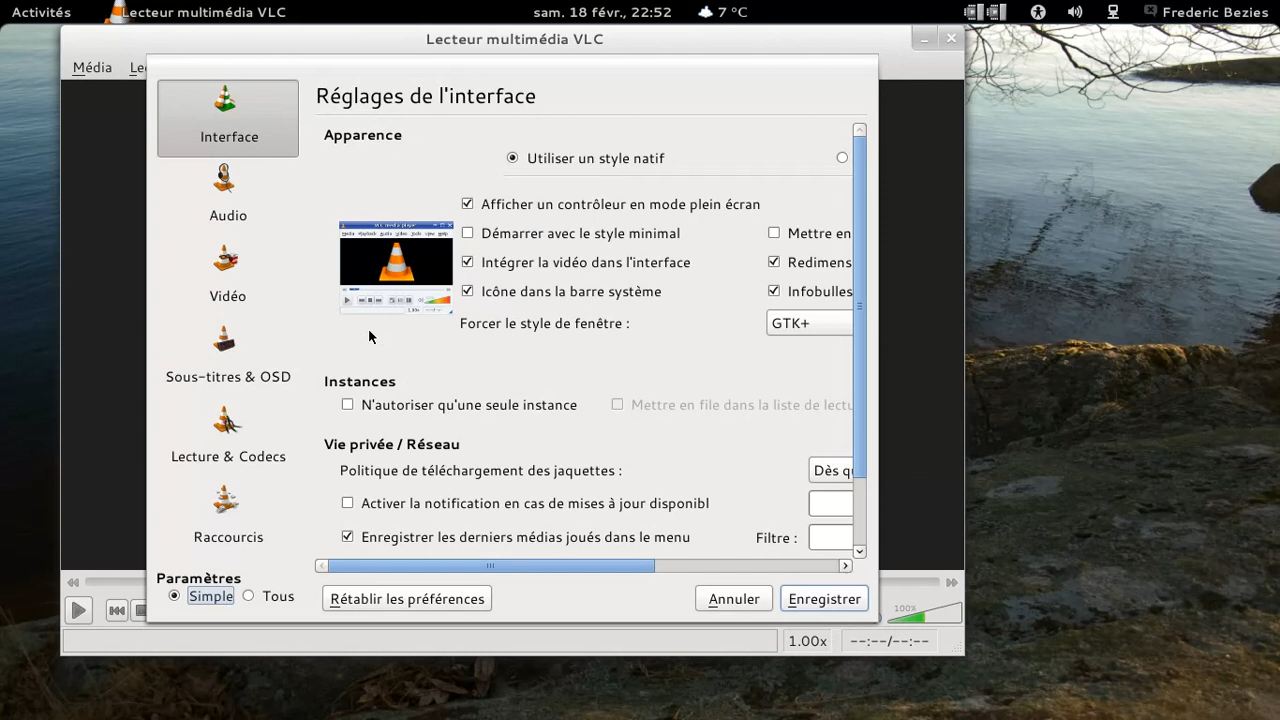 Activités
Lecteur multimédia VLC
sam. 18 févr., 22:52
7 °C
Frederic Bezies
Lecteur multimédia VLC
Média
Le
Interface
Audio
Vidéo
Sous-titres & OSD
Lecture & Codecs
Raccourcis
Paramètres
Simple
Tous
Réglages de l'interface
Apparence
Utiliser un style natif
Afficher un contrôleur en mode plein écran
Démarrer avec le style minimal
Mettre en
Intégrer la vidéo dans l'interface
Redimens
Icône dans la barre système
Infobulles
Forcer le style de fenêtre :
GTK+
Instances
N'autoriser qu'une seule instance
Mettre en file dans la liste de lectu
Vie privée / Réseau
Politique de téléchargement des jaquettes :
Dès qu
Activer la notification en cas de mises à jour disponibl
Enregistrer les derniers médias joués dans le menu
Filtre :
Rétablir les préférences
Annuler
Enregistrer
100%
1.00x
--:--/--:--